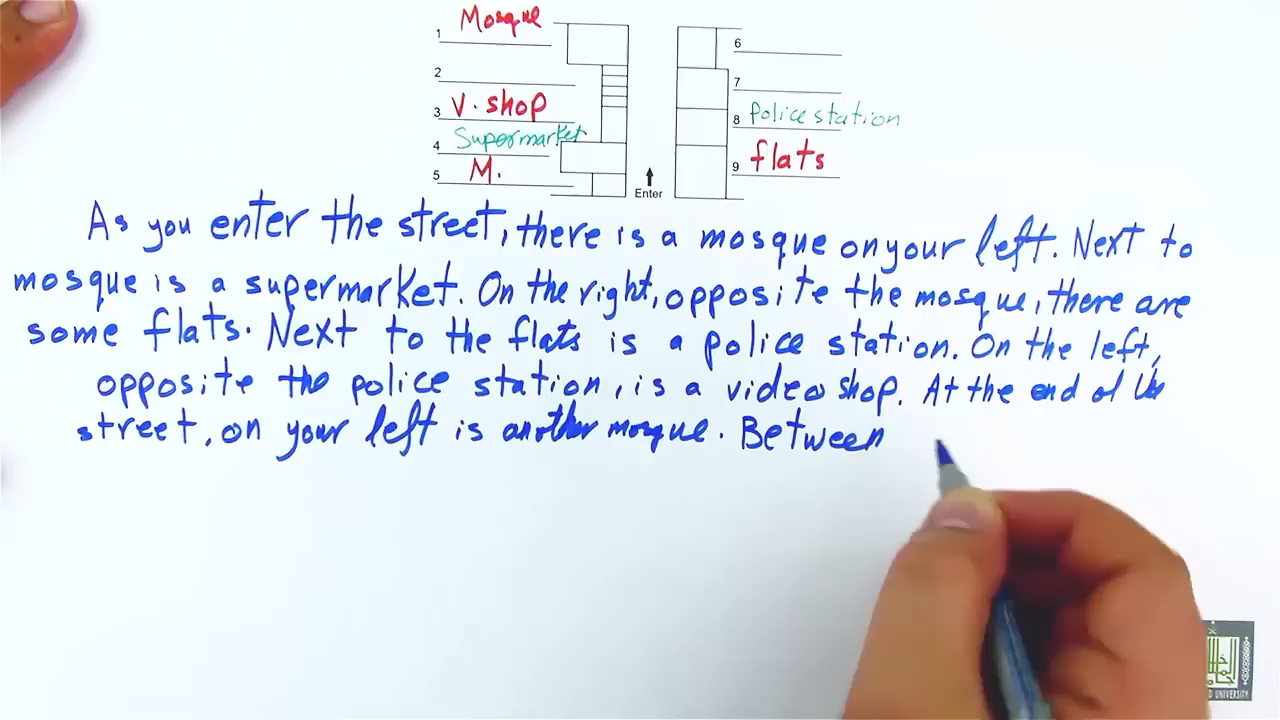 1 Mosque
2
3 V. shop
4 Supermarket
5 M.
6
7
8 Police station
9 flats
Enter
As you enter the street, there is a mosque on your left. Next to
mosque is a supermarket. On the right, opposite the mosque, there are
some flats. Next to the flats is a police station. On the left,
opposite the police station, is a video shop. At the end of the
street, on your left is another mosque. Between
UNIVERSITY